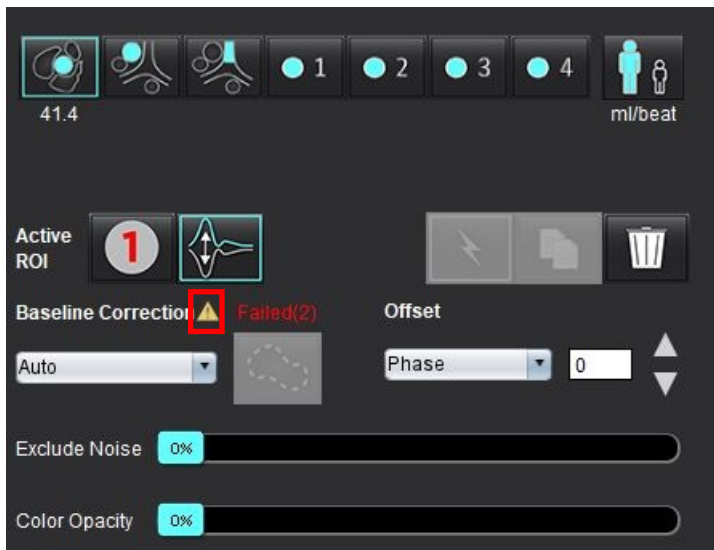 1 2 3 4
41.4 ml/beat
Active
ROI
1
Baseline Correction Failed(2) Offset
Auto Phase 0
Exclude Noise 0%
Color Opacity 0%